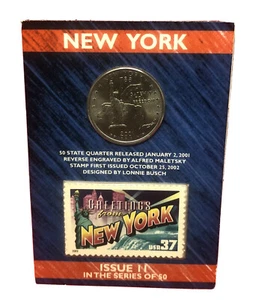 NEW YORK
50 STATE QUARTER RELEASED JANUARY 2, 2001
REVERSE ENGRAVED BY ALFRED MALETSKY
STAMP FIRST ISSUED OCTOBER 25, 2002
DESIGNED BY LONNIE BUSCH
GREETINGS
from
NEW YORK
USA 37
ISSUE 11
IN THE SERIES OF 50